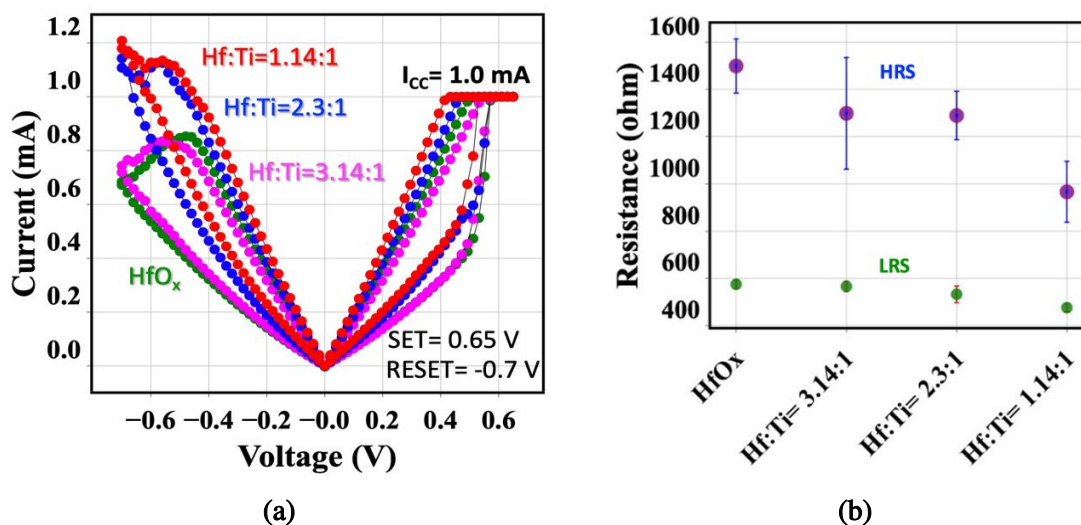 1.2
1.0
0.8
0.6
0.4
0.2
0.0
Current (mA)
Hf:Ti=1.14:1
I_CC= 1.0 mA
Hf:Ti=2.3:1
Hf:Ti=3.14:1
HfO_x
SET= 0.65 V
RESET= -0.7 V
−0.6 −0.4 −0.2 −0.0 0.2 0.4 0.6
Voltage (V)
(a)
1400
1200
1000
800
600
400
Resistance (ohm)
HRS
LRS
HfOx
Hf:Ti= 3.14:1
Hf:Ti= 2.3:1
Hf:Ti= 1.14:1
(b)